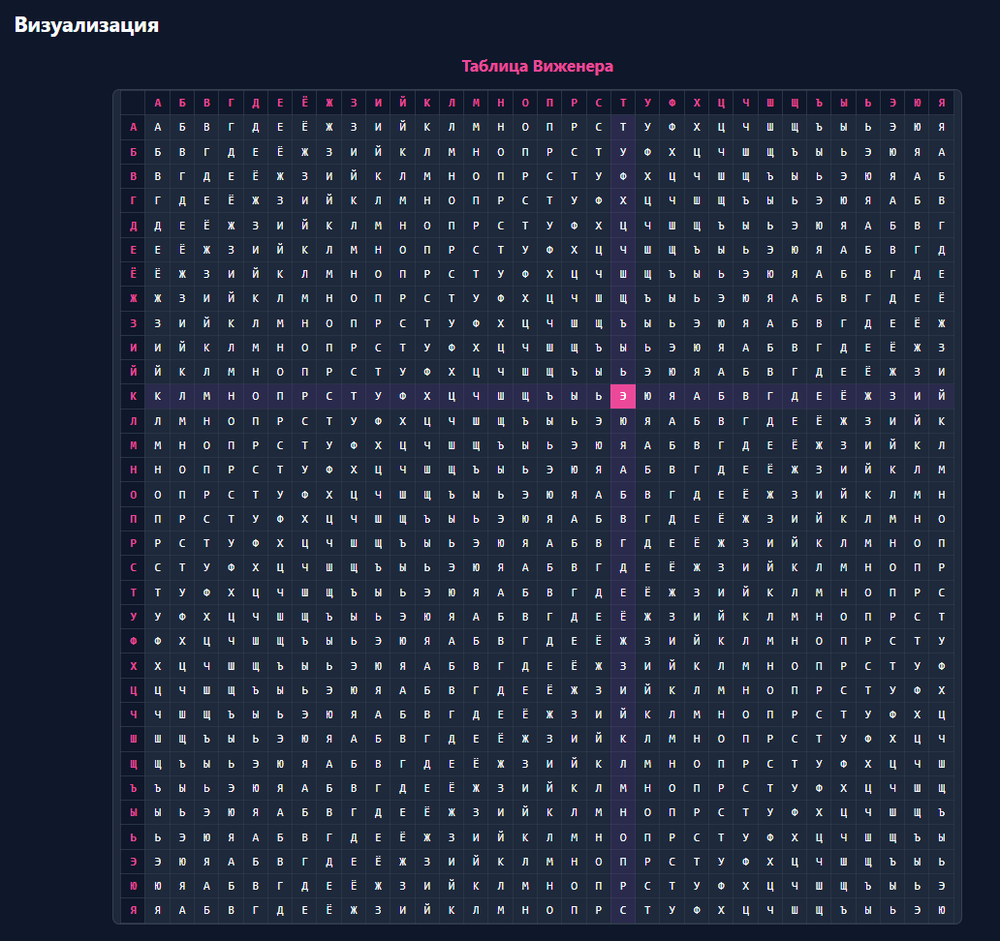 Визуализация
Таблица Виженера
А Б В Г Д Е Ё Ж З И Й К Л М Н О П Р С Т У Ф Х Ц Ч Ш Щ Ъ Ы Ь Э Ю Я
А А Б В Г Д Е Ё Ж З И Й К Л М Н О П Р С Т У Ф Х Ц Ч Ш Щ Ъ Ы Ь Э Ю Я
Б Б В Г Д Е Ё Ж З И Й К Л М Н О П Р С Т У Ф Х Ц Ч Ш Щ Ъ Ы Ь Э Ю Я А
В В Г Д Е Ё Ж З И Й К Л М Н О П Р С Т У Ф Х Ц Ч Ш Щ Ъ Ы Ь Э Ю Я А Б
Г Г Д Е Ё Ж З И Й К Л М Н О П Р С Т У Ф Х Ц Ч Ш Щ Ъ Ы Ь Э Ю Я А Б В
Д Д Е Ё Ж З И Й К Л М Н О П Р С Т У Ф Х Ц Ч Ш Щ Ъ Ы Ь Э Ю Я А Б В Г
Е Е Ё Ж З И Й К Л М Н О П Р С Т У Ф Х Ц Ч Ш Щ Ъ Ы Ь Э Ю Я А Б В Г Д
Ё Ё Ж З И Й К Л М Н О П Р С Т У Ф Х Ц Ч Ш Щ Ъ Ы Ь Э Ю Я А Б В Г Д Е
Ж Ж З И Й К Л М Н О П Р С Т У Ф Х Ц Ч Ш Щ Ъ Ы Ь Э Ю Я А Б В Г Д Е Ё
З З И Й К Л М Н О П Р С Т У Ф Х Ц Ч Ш Щ Ъ Ы Ь Э Ю Я А Б В Г Д Е Ё Ж
И И Й К Л М Н О П Р С Т У Ф Х Ц Ч Ш Щ Ъ Ы Ь Э Ю Я А Б В Г Д Е Ё Ж З
Й Й К Л М Н О П Р С Т У Ф Х Ц Ч Ш Щ Ъ Ы Ь Э Ю Я А Б В Г Д Е Ё Ж З И
К К Л М Н О П Р С Т У Ф Х Ц Ч Ш Щ Ъ Ы Ь Э Ю Я А Б В Г Д Е Ё Ж З И Й
Л Л М Н О П Р С Т У Ф Х Ц Ч Ш Щ Ъ Ы Ь Э Ю Я А Б В Г Д Е Ё Ж З И Й К
М М Н О П Р С Т У Ф Х Ц Ч Ш Щ Ъ Ы Ь Э Ю Я А Б В Г Д Е Ё Ж З И Й К Л
Н Н О П Р С Т У Ф Х Ц Ч Ш Щ Ъ Ы Ь Э Ю Я А Б В Г Д Е Ё Ж З И Й К Л М
О О П Р С Т У Ф Х Ц Ч Ш Щ Ъ Ы Ь Э Ю Я А Б В Г Д Е Ё Ж З И Й К Л М Н
П П Р С Т У Ф Х Ц Ч Ш Щ Ъ Ы Ь Э Ю Я А Б В Г Д Е Ё Ж З И Й К Л М Н О
Р Р С Т У Ф Х Ц Ч Ш Щ Ъ Ы Ь Э Ю Я А Б В Г Д Е Ё Ж З И Й К Л М Н О П
С С Т У Ф Х Ц Ч Ш Щ Ъ Ы Ь Э Ю Я А Б В Г Д Е Ё Ж З И Й К Л М Н О П Р
Т Т У Ф Х Ц Ч Ш Щ Ъ Ы Ь Э Ю Я А Б В Г Д Е Ё Ж З И Й К Л М Н О П Р С
У У Ф Х Ц Ч Ш Щ Ъ Ы Ь Э Ю Я А Б В Г Д Е Ё Ж З И Й К Л М Н О П Р С Т
Ф Ф Х Ц Ч Ш Щ Ъ Ы Ь Э Ю Я А Б В Г Д Е Ё Ж З И Й К Л М Н О П Р С Т У
Х Х Ц Ч Ш Щ Ъ Ы Ь Э Ю Я А Б В Г Д Е Ё Ж З И Й К Л М Н О П Р С Т У Ф
Ц Ц Ч Ш Щ Ъ Ы Ь Э Ю Я А Б В Г Д Е Ё Ж З И Й К Л М Н О П Р С Т У Ф Х
Ч Ч Ш Щ Ъ Ы Ь Э Ю Я А Б В Г Д Е Ё Ж З И Й К Л М Н О П Р С Т У Ф Х Ц
Ш Ш Щ Ъ Ы Ь Э Ю Я А Б В Г Д Е Ё Ж З И Й К Л М Н О П Р С Т У Ф Х Ц Ч
Щ Щ Ъ Ы Ь Э Ю Я А Б В Г Д Е Ё Ж З И Й К Л М Н О П Р С Т У Ф Х Ц Ч Ш
Ъ Ъ Ы Ь Э Ю Я А Б В Г Д Е Ё Ж З И Й К Л М Н О П Р С Т У Ф Х Ц Ч Ш Щ
Ы Ы Ь Э Ю Я А Б В Г Д Е Ё Ж З И Й К Л М Н О П Р С Т У Ф Х Ц Ч Ш Щ Ъ
Ь Ь Э Ю Я А Б В Г Д Е Ё Ж З И Й К Л М Н О П Р С Т У Ф Х Ц Ч Ш Щ Ъ Ы
Э Э Ю Я А Б В Г Д Е Ё Ж З И Й К Л М Н О П Р С Т У Ф Х Ц Ч Ш Щ Ъ Ы Ь
Ю Ю Я А Б В Г Д Е Ё Ж З И Й К Л М Н О П Р С Т У Ф Х Ц Ч Ш Щ Ъ Ы Ь Э
Я Я А Б В Г Д Е Ё Ж З И Й К Л М Н О П Р С Т У Ф Х Ц Ч Ш Щ Ъ Ы Ь Э Ю